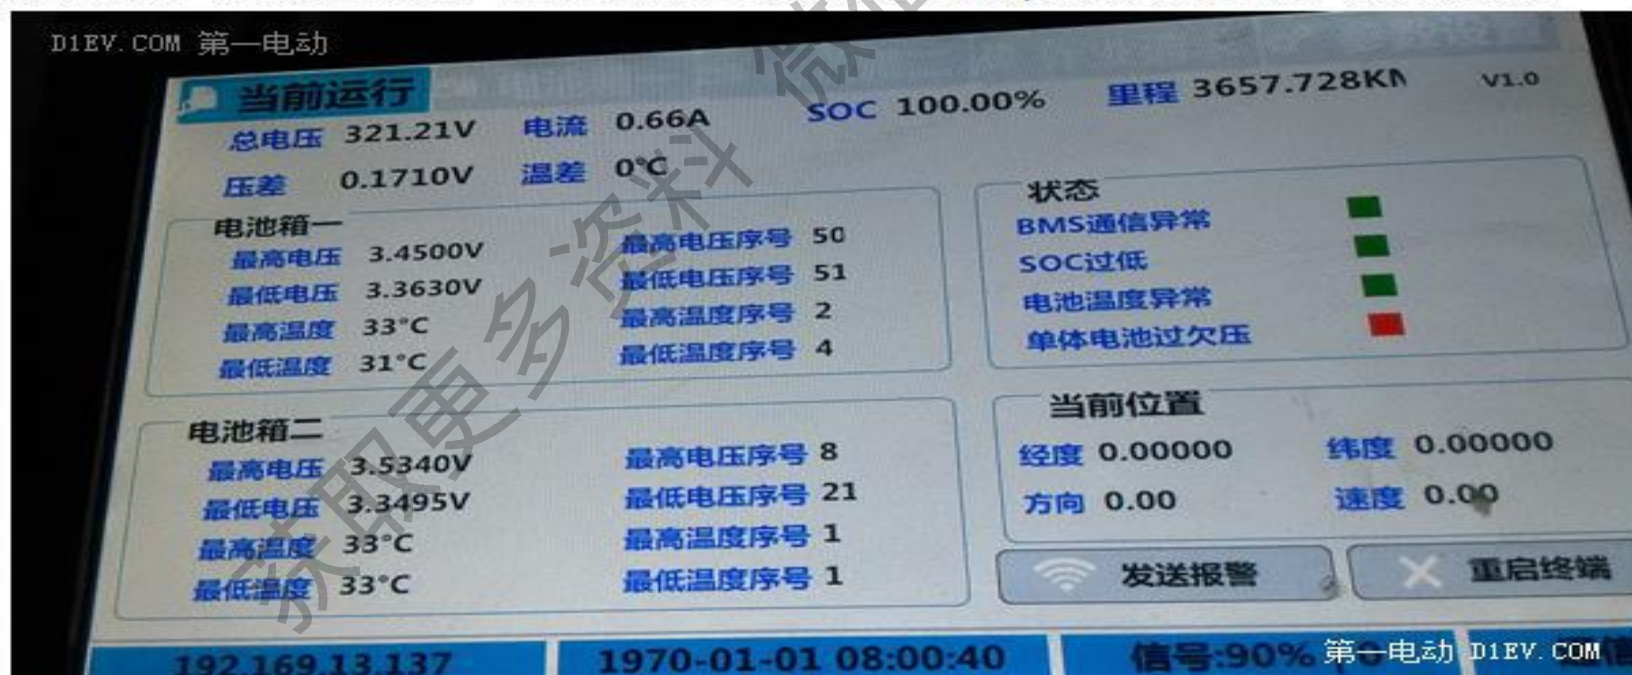 D1EV.COM 第一电动
当前运行
总电压 321.21V 电流 0.66A SOC 100.00% 里程 3657.728KM V1.0
压差 0.1710V 温差 0℃
电池箱一
最高电压 3.4500V 最高电压序号 50
最低电压 3.3630V 最低电压序号 51
最高温度 33℃ 最高温度序号 2
最低温度 31℃ 最低温度序号 4
状态
BMS通信异常
SOC过低
电池温度异常
单体电池过欠压
电池箱二
最高电压 3.5340V 最高电压序号 8
最低电压 3.3495V 最低电压序号 21
最高温度 33℃ 最高温度序号 1
最低温度 33℃ 最低温度序号 1
当前位置
经度 0.00000 纬度 0.00000
方向 0.00 速度 0.00
发送报警 重启终端
192.169.13.137 1970-01-01 08:00:40 信号:90%
第一电动 D1EV.COM
获取更多资料 微信